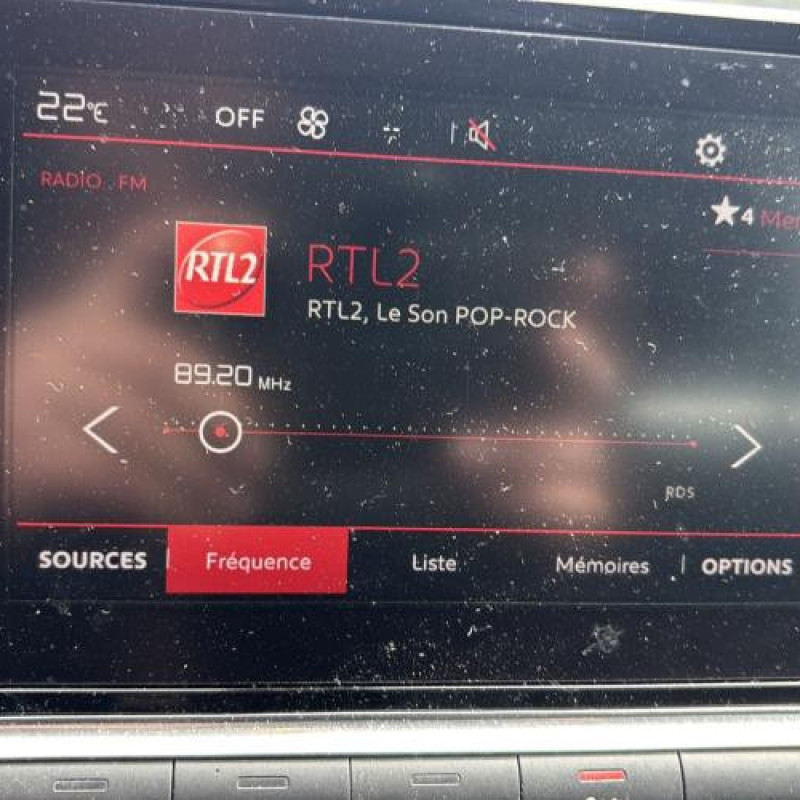 22°C OFF --
RADIO . FM
4 Mem
RTL2
RTL2
RTL2, Le Son POP-ROCK
89.20 MHz
RDS
SOURCES Fréquence Liste Mémoires OPTIONS